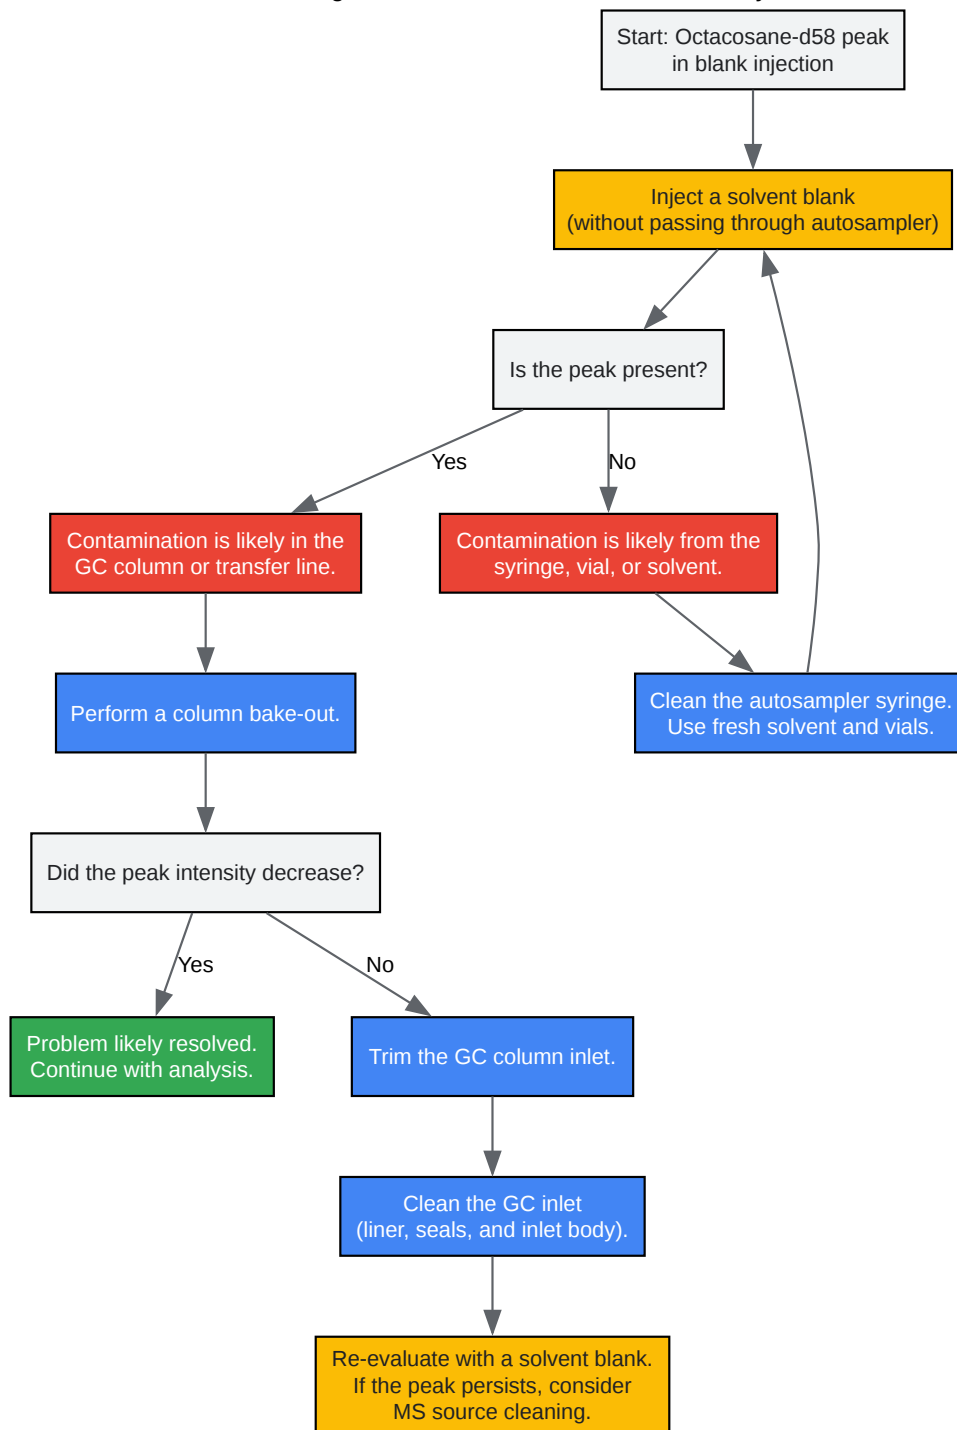 Start: Octacosane-d58 peak
in blank injection
Inject a solvent blank
(without passing through autosampler)
Is the peak present?
Yes
No
Contamination is likely in the
GC column or transfer line.
Contamination is likely from the
syringe, vial, or solvent.
Perform a column bake-out.
Clean the autosampler syringe.
Use fresh solvent and vials.
Did the peak intensity decrease?
Yes
No
Problem likely resolved.
Continue with analysis.
Trim the GC column inlet.
Clean the GC inlet
(liner, seals, and inlet body).
Re-evaluate with a solvent blank.
If the peak persists, consider
MS source cleaning.